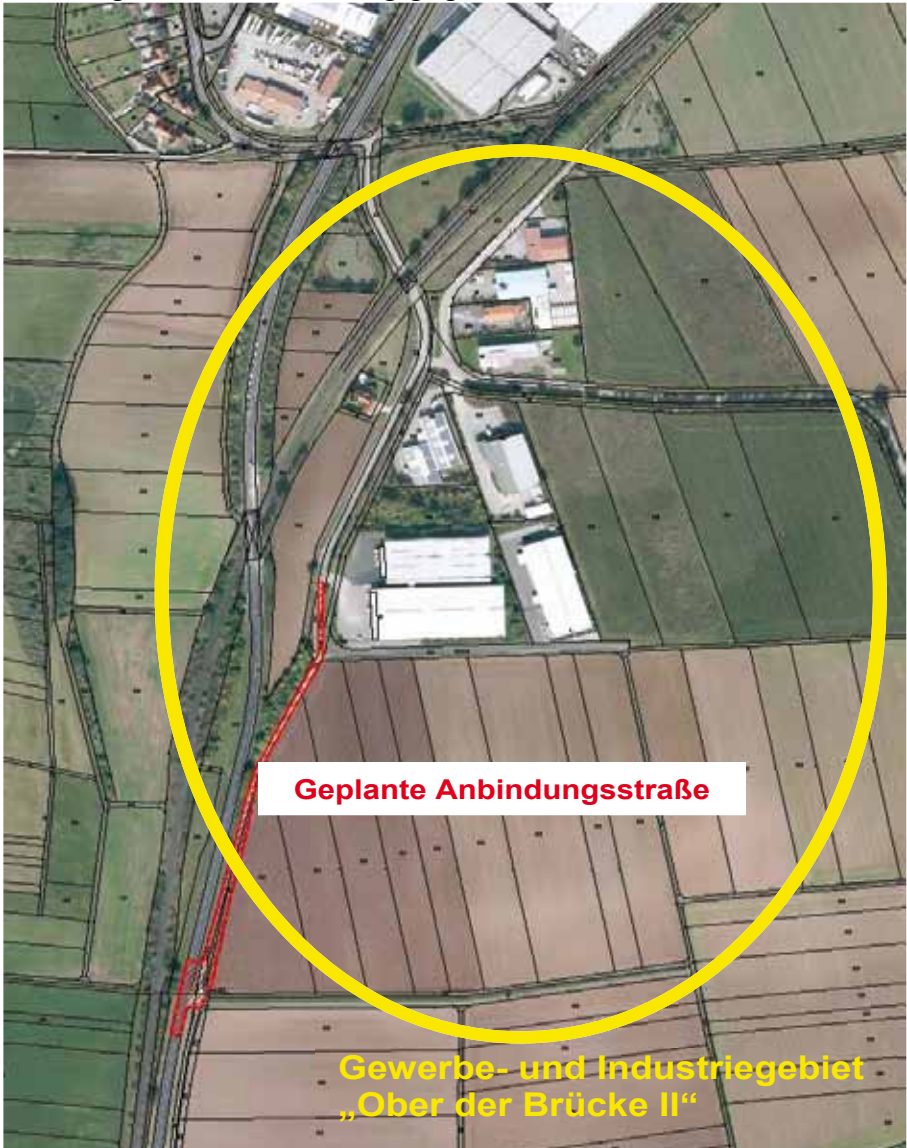 Geplante Anbindungsstraße
Gewerbe- und Industriegebiet
„Ober der Brücke II“